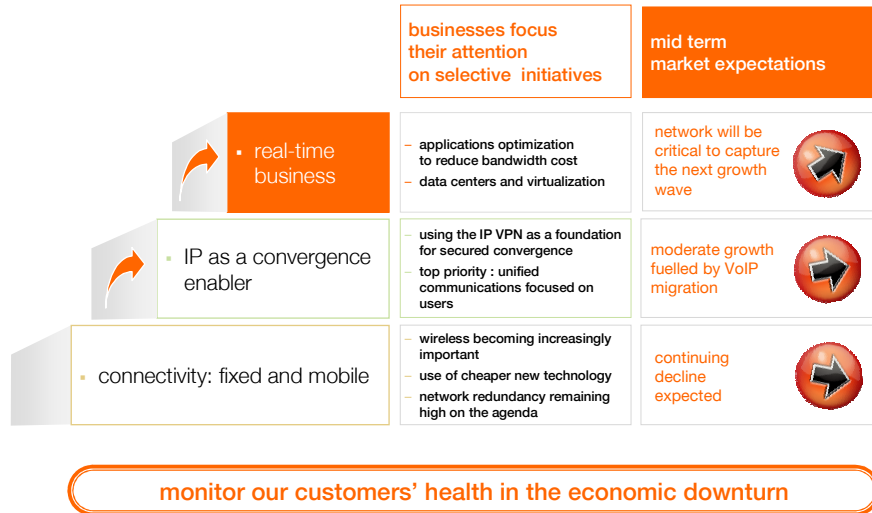 businesses focus
their attention
on selective initiatives
mid term
market expectations
▪ real-time
business
– applications optimization
to reduce bandwidth cost
– data centers and virtualization
network will be
critical to capture
the next growth
wave
▪ IP as a convergence
enabler
– using the IP VPN as a foundation
for secured convergence
– top priority : unified
communications focused on
users
moderate growth
fuelled by VoIP
migration
▪ connectivity: fixed and mobile
– wireless becoming increasingly
important
– use of cheaper new technology
– network redundancy remaining
high on the agenda
continuing
decline
expected
monitor our customers’ health in the economic downturn